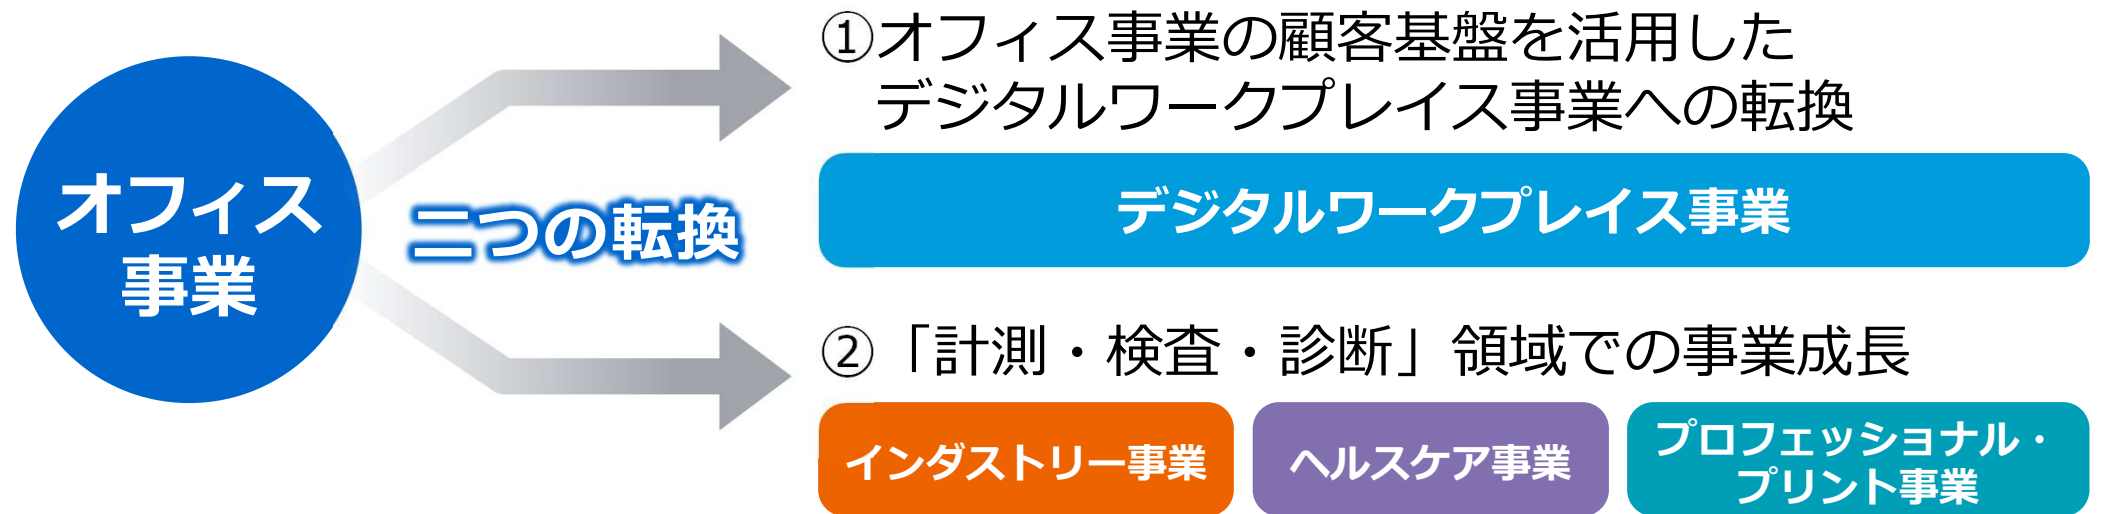 オフィス
事業
二つの転換
①オフィス事業の顧客基盤を活用した
デジタルワークプレイス事業への転換
デジタルワークプレイス事業
②「計測・検査・診断」領域での事業成長
インダストリー事業
ヘルスケア事業
プロフェッショナル・
プリント事業